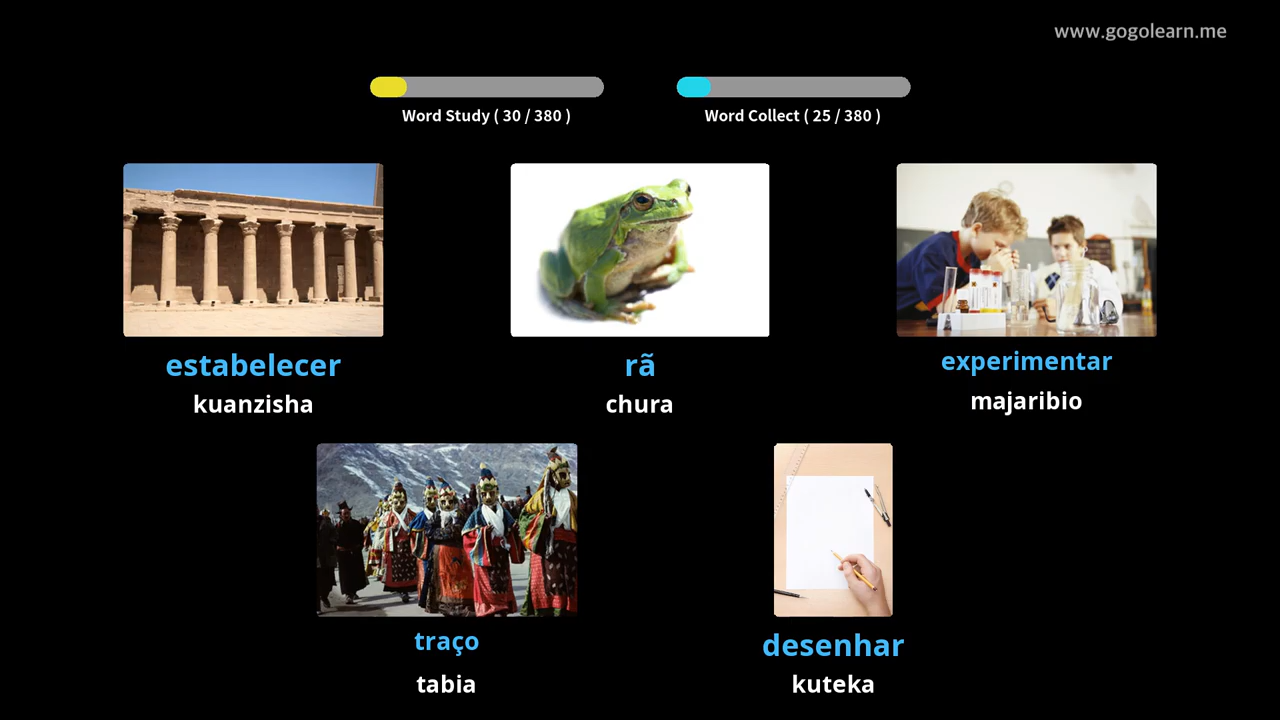 www.gogolearn.me
Word Study ( 30 / 380 )
Word Collect ( 25 / 380 )
estabelecer
kuanzisha
rã
chura
experimentar
majaribio
traço
tabia
desenhar
kuteka